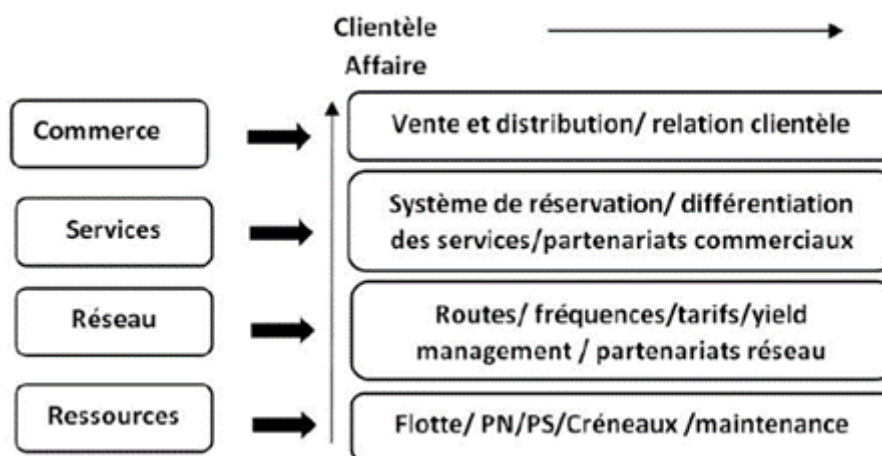 Clientèle
Affaire
Commerce
Vente et distribution/ relation clientèle
Services
Système de réservation/ différentiation
des services/partenariats commerciaux
Réseau
Routes/ fréquences/tarifs/yield
management / partenariats réseau
Ressources
Flotte/ PN/PS/Créneaux /maintenance